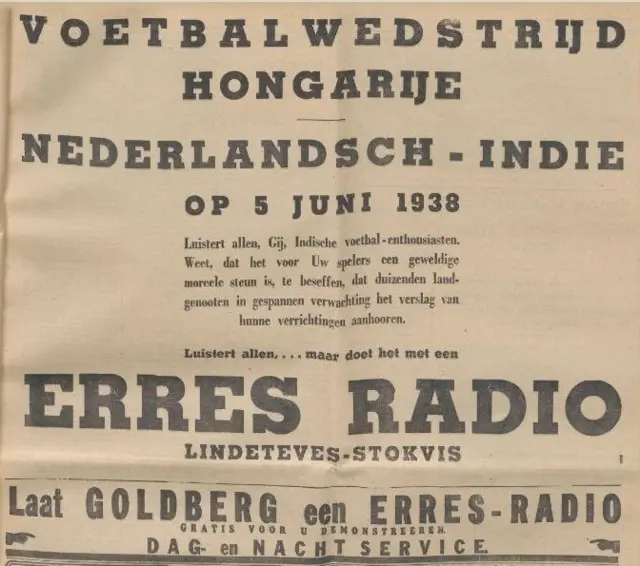 VOETBALWEDSTRIJD
HONGARIJE
NEDERLANDSCH - INDIE
OP 5 JUNI 1938
Luistert allen, Gij, Indische voetbal-enthousiasten.
Weet, dat het voor Uw spelers een geweldige
moreele steun is, te beseffen, dat duizenden land-
genooten in gespannen verwachting het verslag van
hunne verrichtingen aanhooren.
Luistert allen.... maar doet het met een
ERRES RADIO
LINDETEVES-STOKVIS
Laat GOLDBERG een ERRES-RADIO
GRATIS VOOR U DEMONSTREEREN.
DAG- en NACHT SERVICE.